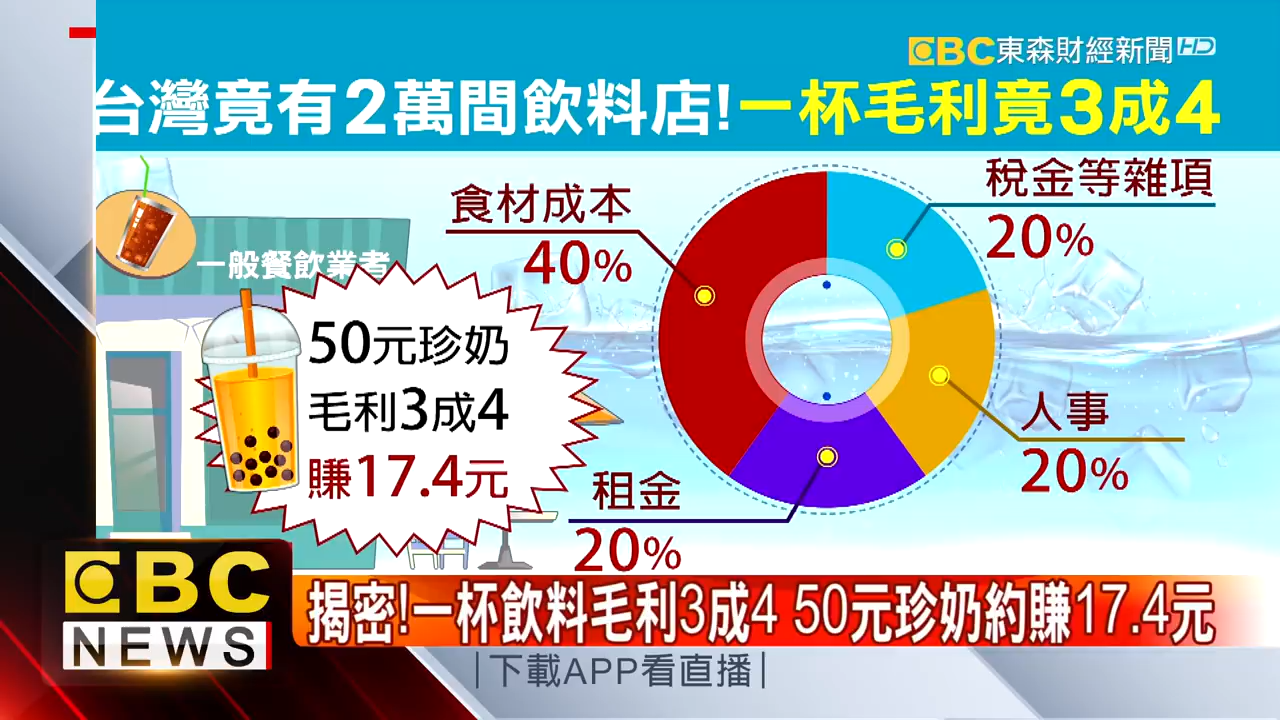 EBC東森財經新聞HD
台灣竟有2萬間飲料店!一杯毛利竟3成4
稅金等雜項
20%
食材成本
40%
一般餐飲業者
50元珍奶
毛利3成4
賺17.4元
人事
20%
租金
20%
EBC
NEWS
揭密!一杯飲料毛利3成4 50元珍奶約賺17.4元
|下載APP看直播|